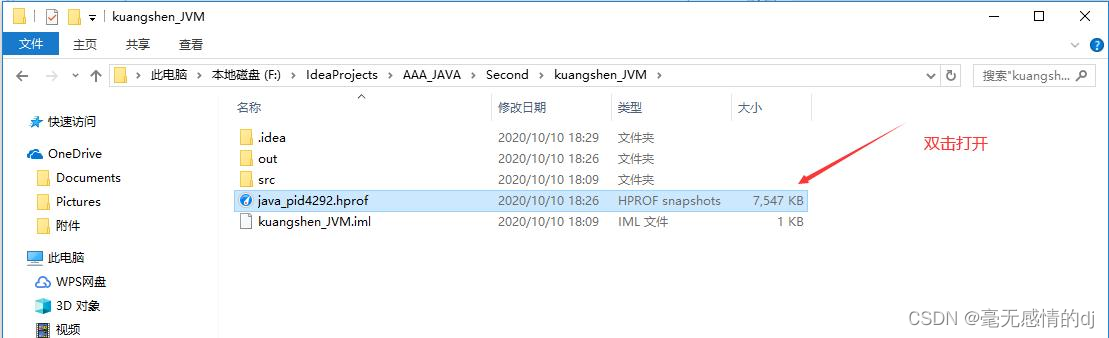 kuangshen_JVM
文件 主页 共享 查看
此电脑 本地磁盘 (F:) IdeaProjects AAA_JAVA Second kuangshen_JVM 搜索"kuangsh...
名称 修改日期 类型 大小
快速访问
OneDrive
Documents
Pictures
附件
此电脑
WPS网盘
3D 对象
视频
.idea 2020/10/10 18:29 文件夹
out 2020/10/10 18:26 文件夹
src 2020/10/10 18:09 文件夹
java_pid4292.hprof 2020/10/10 18:26 HPROF snapshots 7,547 KB
kuangshen_JVM.iml 2020/10/10 18:09 IML 文件 1 KB
双击打开
CSDN @毫无感情的dj